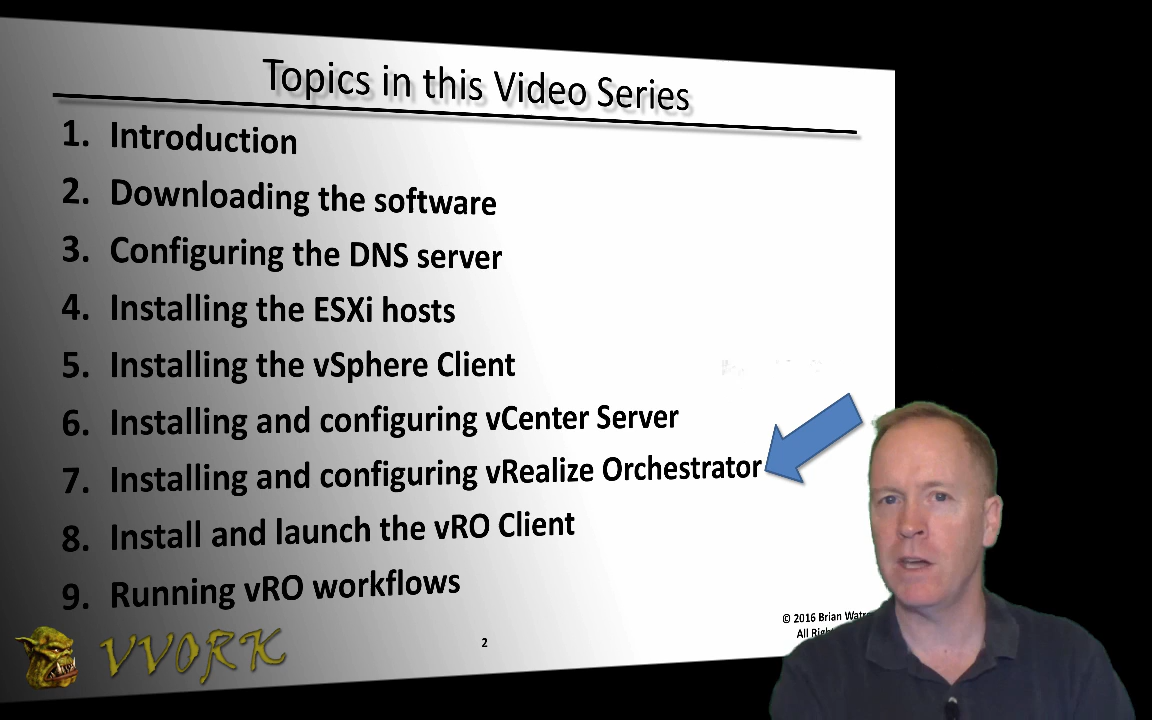 Topics in this Video Series
1. Introduction
2. Downloading the software
3. Configuring the DNS server
4. Installing the ESXi hosts
5. Installing the vSphere Client
6. Installing and configuring vCenter Server
7. Installing and configuring vRealize Orchestrator
8. Install and launch the vRO Client
9. Running vRO workflows
© 2016 Brian
All
VVORK
2